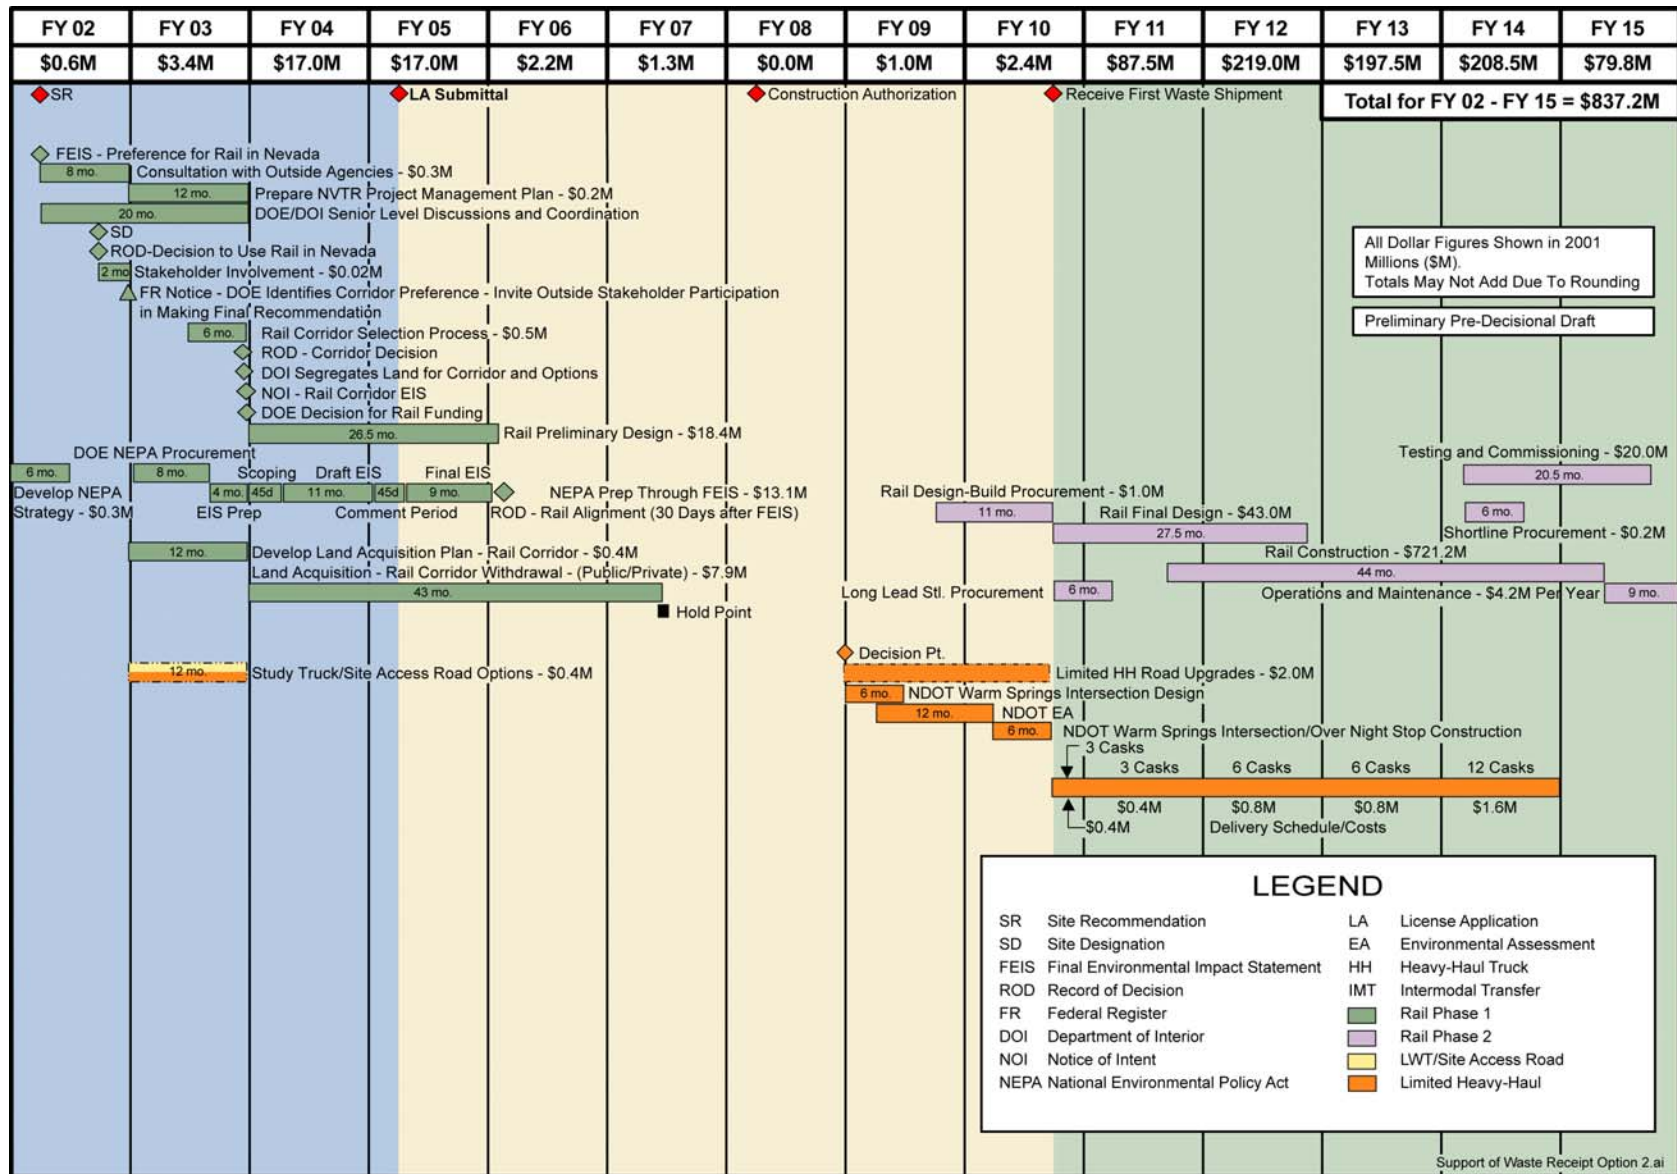 FY 02 FY 03 FY 04 FY 05 FY 06 FY 07 FY 08 FY 09 FY 10 FY 11 FY 12 FY 13 FY 14 FY 15
$0.6M $3.4M $17.0M $17.0M $2.2M $1.3M $0.0M $1.0M $2.4M $87.5M $219.0M $197.5M $208.5M $79.8M
SR LA Submittal Construction Authorization Receive First Waste Shipment
Total for FY 02 - FY 15 = $837.2M
FEIS - Preference for Rail in Nevada
8 mo. Consultation with Outside Agencies - $0.3M
12 mo. Prepare NVTR Project Management Plan - $0.2M
20 mo. DOE/DOI Senior Level Discussions and Coordination
SD
ROD-Decision to Use Rail in Nevada
2 mo Stakeholder Involvement - $0.02M
FR Notice - DOE Identifies Corridor Preference - Invite Outside Stakeholder Participation
in Making Final Recommendation
6 mo. Rail Corridor Selection Process - $0.5M
ROD - Corridor Decision
DOI Segregates Land for Corridor and Options
NOI - Rail Corridor EIS
DOE Decision for Rail Funding
26.5 mo. Rail Preliminary Design - $18.4M
All Dollar Figures Shown in 2001
Millions ($M).
Totals May Not Add Due To Rounding
Preliminary Pre-Decisional Draft
DOE NEPA Procurement
6 mo. 8 mo. Scoping Draft EIS Final EIS
4 mo. 45d 11 mo. 45d 9 mo. NEPA Prep Through FEIS - $13.1M
Develop NEPA
Strategy - $0.3M EIS Prep Comment Period ROD - Rail Alignment (30 Days after FEIS)
Testing and Commissioning - $20.0M
20.5 mo.
Rail Design-Build Procurement - $1.0M
11 mo. Rail Final Design - $43.0M 6 mo.
27.5 mo. Shortline Procurement - $0.2M
12 mo. Develop Land Acquisition Plan - Rail Corridor - $0.4M
Rail Construction - $721.2M
Land Acquisition - Rail Corridor Withdrawal - (Public/Private) - $7.9M
44 mo.
43 mo. Long Lead Stl. Procurement 6 mo. Operations and Maintenance - $4.2M Per Year 9 mo.
Hold Point
Decision Pt.
12 mo. Study Truck/Site Access Road Options - $0.4M Limited HH Road Upgrades - $2.0M
6 mo. NDOT Warm Springs Intersection Design
12 mo. NDOT EA
6 mo. NDOT Warm Springs Intersection/Over Night Stop Construction
3 Casks
3 Casks 6 Casks 6 Casks 12 Casks
$0.4M $0.8M $0.8M $1.6M
$0.4M Delivery Schedule/Costs
LEGEND
SR Site Recommendation
SD Site Designation
FEIS Final Environmental Impact Statement
ROD Record of Decision
FR Federal Register
DOI Department of Interior
NOI Notice of Intent
NEPA National Environmental Policy Act
LA License Application
EA Environmental Assessment
HH Heavy-Haul Truck
IMT Intermodal Transfer
Rail Phase 1
Rail Phase 2
LWT/Site Access Road
Limited Heavy-Haul
Support of Waste Receipt Option 2.ai